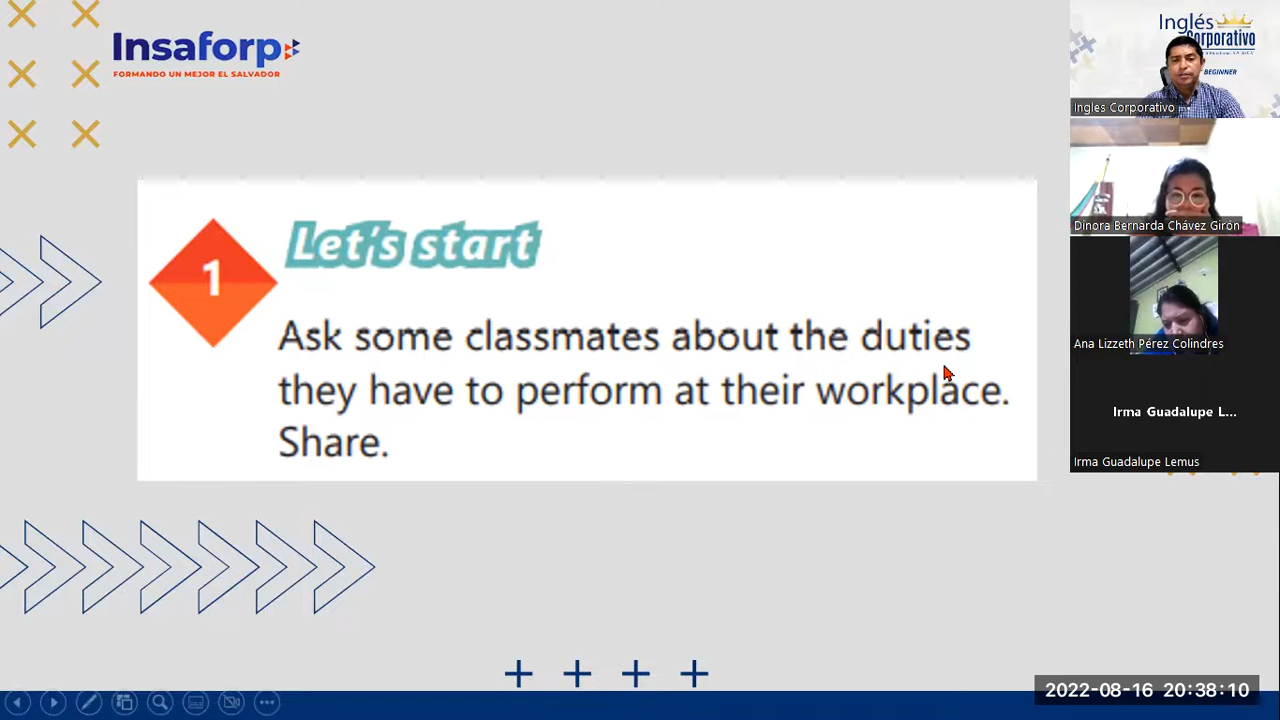 Insaforp
FORMANDO UN MEJOR EL SALVADOR
1
Let's start
Ask some classmates about the duties
they have to perform at their workplace.
Share.
Inglés
Corporativo
BEGINNER
Ingles Corporativo
Dinora Bernarda Chávez Girón
Ana Lizzeth Pérez Colindres
Irma Guadalupe L...
Irma Guadalupe Lemus
2022-08-16 20:38:10